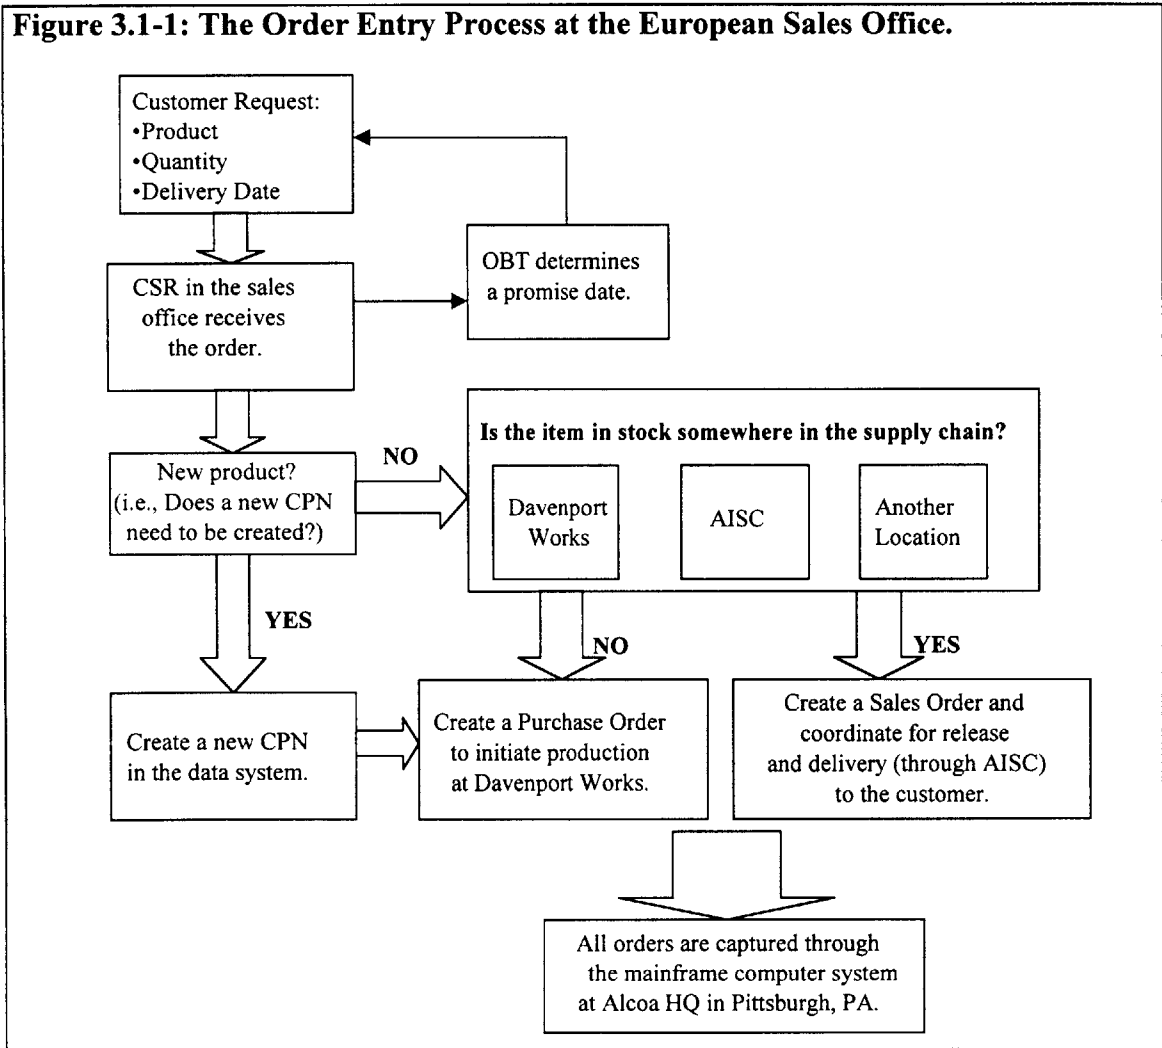 Figure 3.1-1: The Order Entry Process at the European Sales Office.
Customer Request:
•Product
•Quantity
•Delivery Date
OBT determines
a promise date.
CSR in the sales
office receives
the order.
Is the item in stock somewhere in the supply chain?
NO
New product?
(i.e., Does a new CPN
need to be created?)
Davenport
Works
AISC
Another
Location
YES
NO
YES
Create a new CPN
in the data system.
Create a Purchase Order
to initiate production
at Davenport Works.
Create a Sales Order and
coordinate for release
and delivery (through AISC)
to the customer.
All orders are captured through
the mainframe computer system
at Alcoa HQ in Pittsburgh, PA.